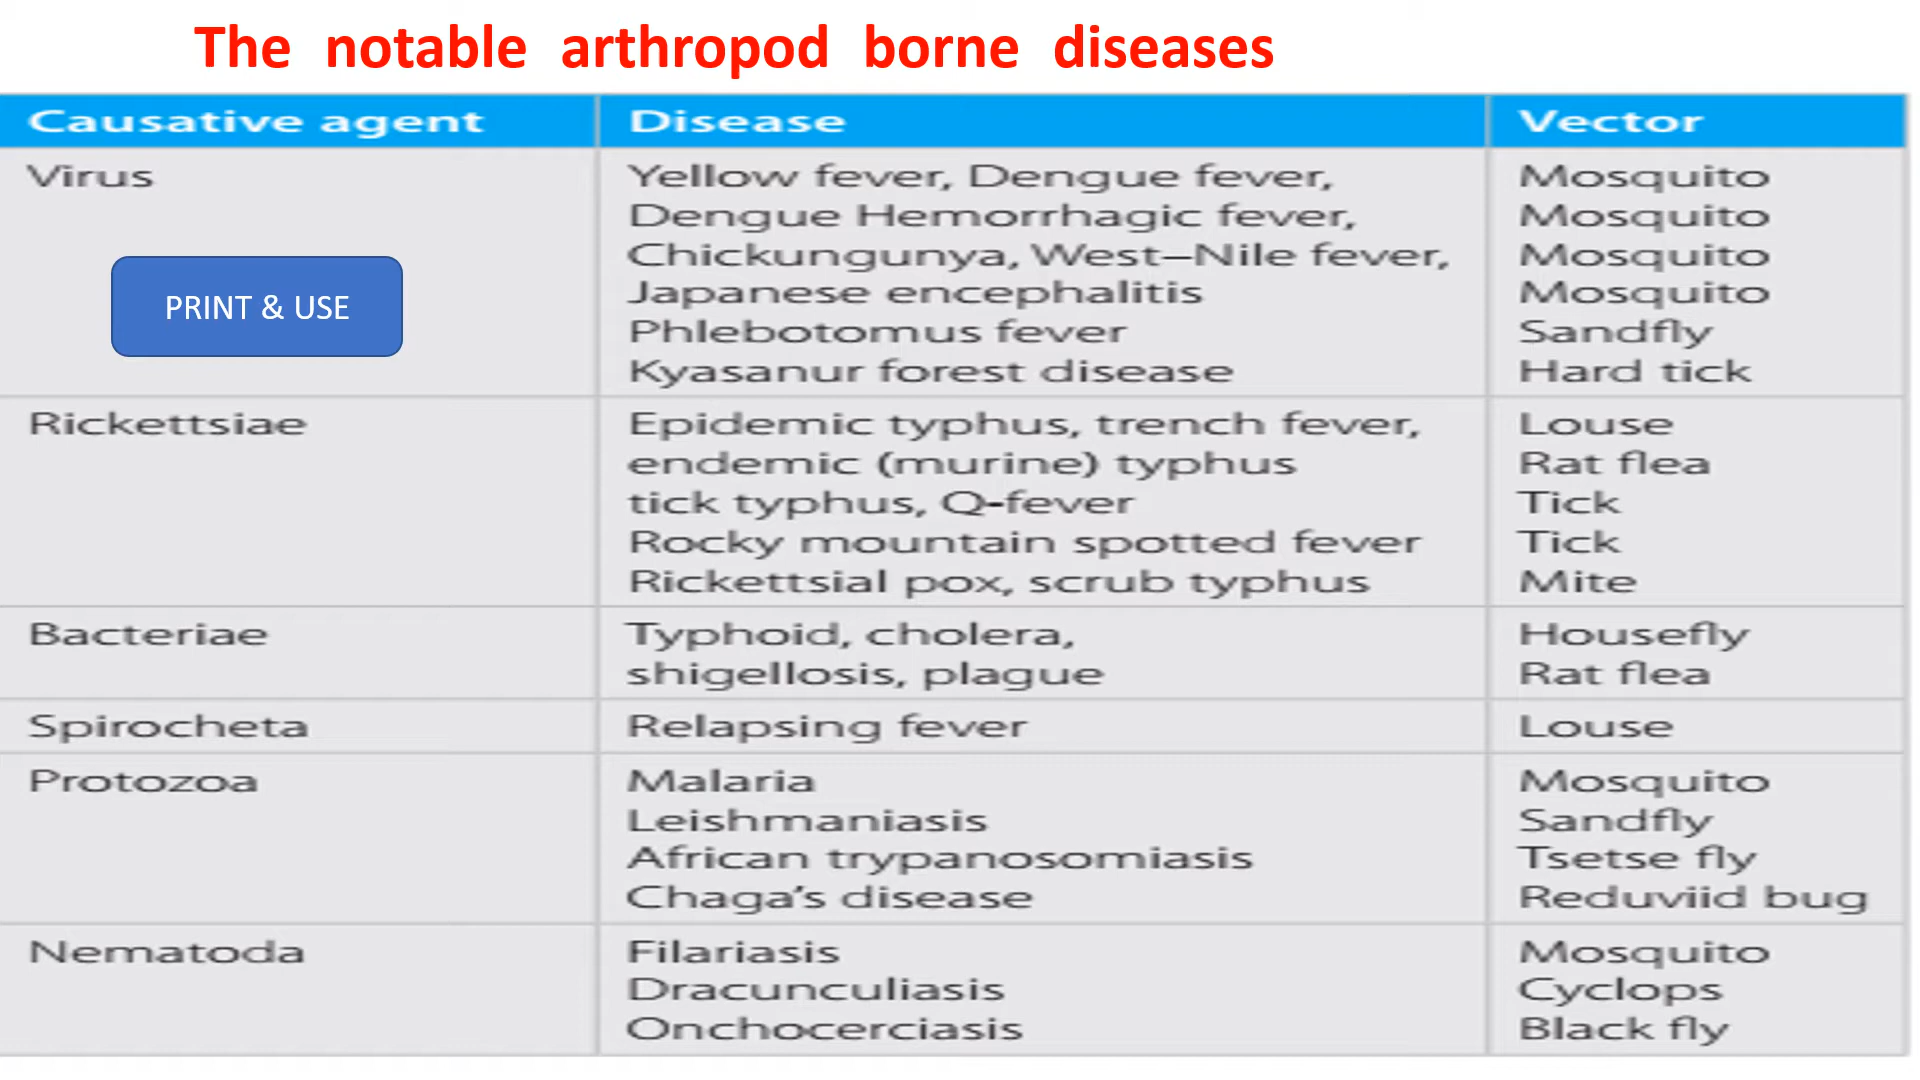 The notable arthropod borne diseases
Causative agent Disease Vector
Virus Yellow fever, Dengue fever, Mosquito
Dengue Hemorrhagic fever, Mosquito
Chickungunya, West–Nile fever, Mosquito
Japanese encephalitis Mosquito
PRINT & USE
Phlebotomus fever Sandfly
Kyasanur forest disease Hard tick
Rickettsiae Epidemic typhus, trench fever, Louse
endemic (murine) typhus Rat flea
tick typhus, Q-fever Tick
Rocky mountain spotted fever Tick
Rickettsial pox, scrub typhus Mite
Bacteriae Typhoid, cholera, Housefly
shigellosis, plague Rat flea
Spirocheta Relapsing fever Louse
Protozoa Malaria Mosquito
Leishmaniasis Sandfly
African trypanosomiasis Tsetse fly
Chaga’s disease Reduviid bug
Nematoda Filariasis Mosquito
Dracunculiasis Cyclops
Onchocerciasis Black fly